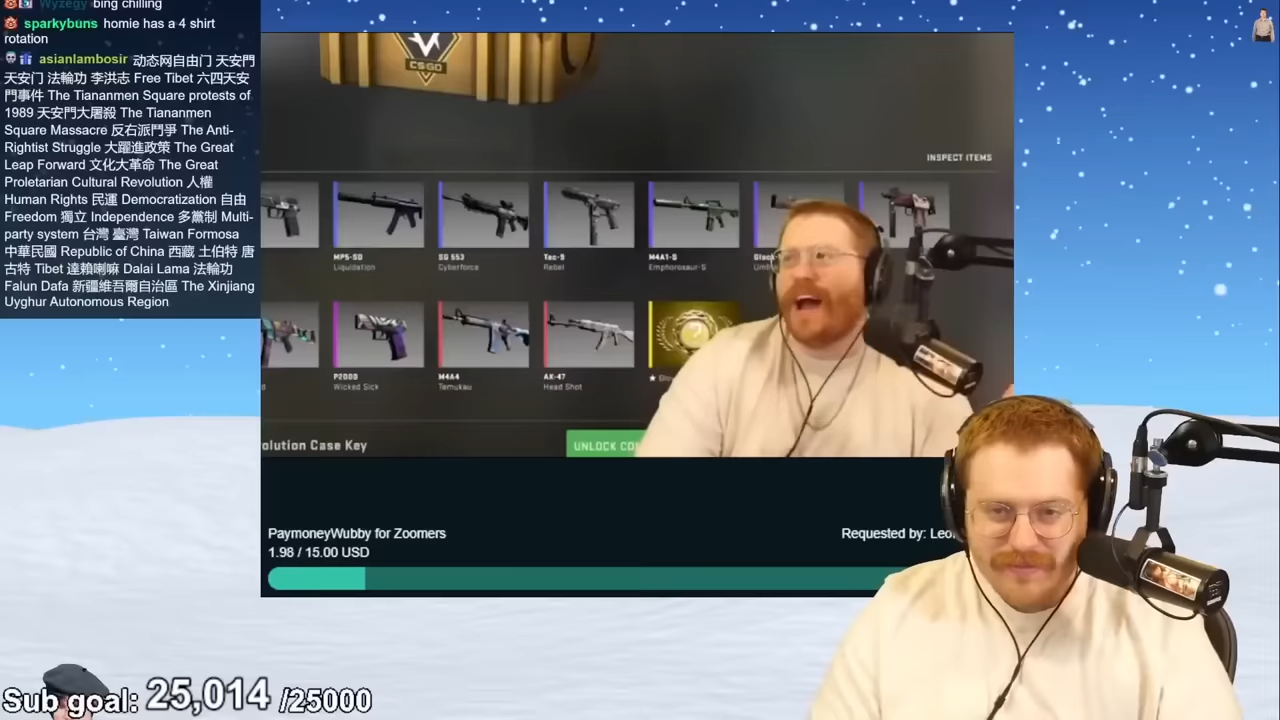 Wyzegy bing chilling
sparkybuns homie has a 4 shirt
rotation
asianlambosir 动态网自由门 天安門
天安门 法輪功 李洪志 Free Tibet 六四天安
門事件 The Tiananmen Square protests of
1989 天安門大屠殺 The Tiananmen
Square Massacre 反右派鬥爭 The Anti-
Rightist Struggle 大躍進政策 The Great
Leap Forward 文化大革命 The Great
Proletarian Cultural Revolution 人權
Human Rights 民運 Democratization 自由
Freedom 獨立 Independence 多黨制 Multi-
party system 台灣 臺灣 Taiwan Formosa
中華民國 Republic of China 西藏 土伯特 唐
古特 Tibet 達賴喇嘛 Dalai Lama 法輪功
Falun Dafa 新疆維吾爾自治區 The Xinjiang
Uyghur Autonomous Region
CS:GO
INSPECT ITEMS
MP5-SD
Liquidation
SG 553
Cyberforce
Tec-9
Rebel
M4A1-S
Emphorosaur-S
P2000
Wicked Sick
M4A4
Temukau
AK-47
Head Shot
olution Case Key
UNLOCK
PaymoneyWubby for Zoomers
Requested by:
1.98 / 15.00 USD
Sub goal: 25,014 /25000